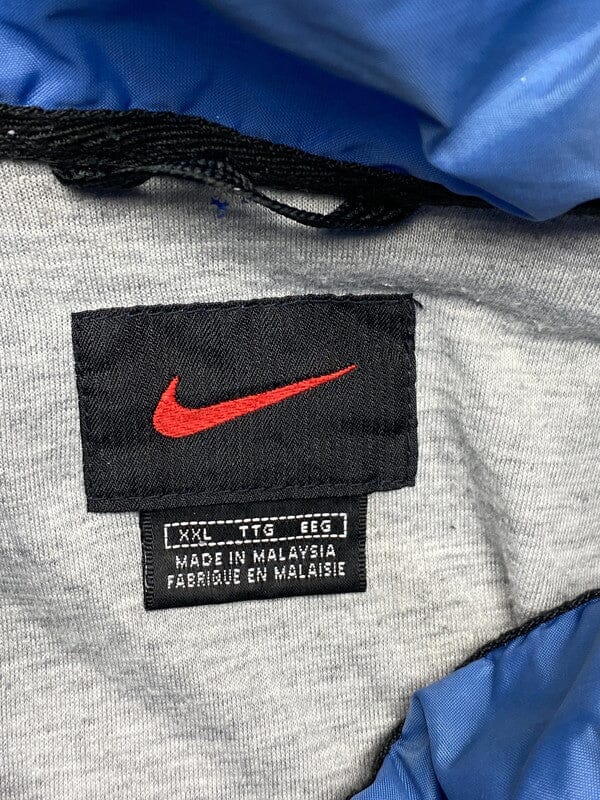 XXL TTG EEG
MADE IN MALAYSIA
FABRIQUE EN MALAISIE